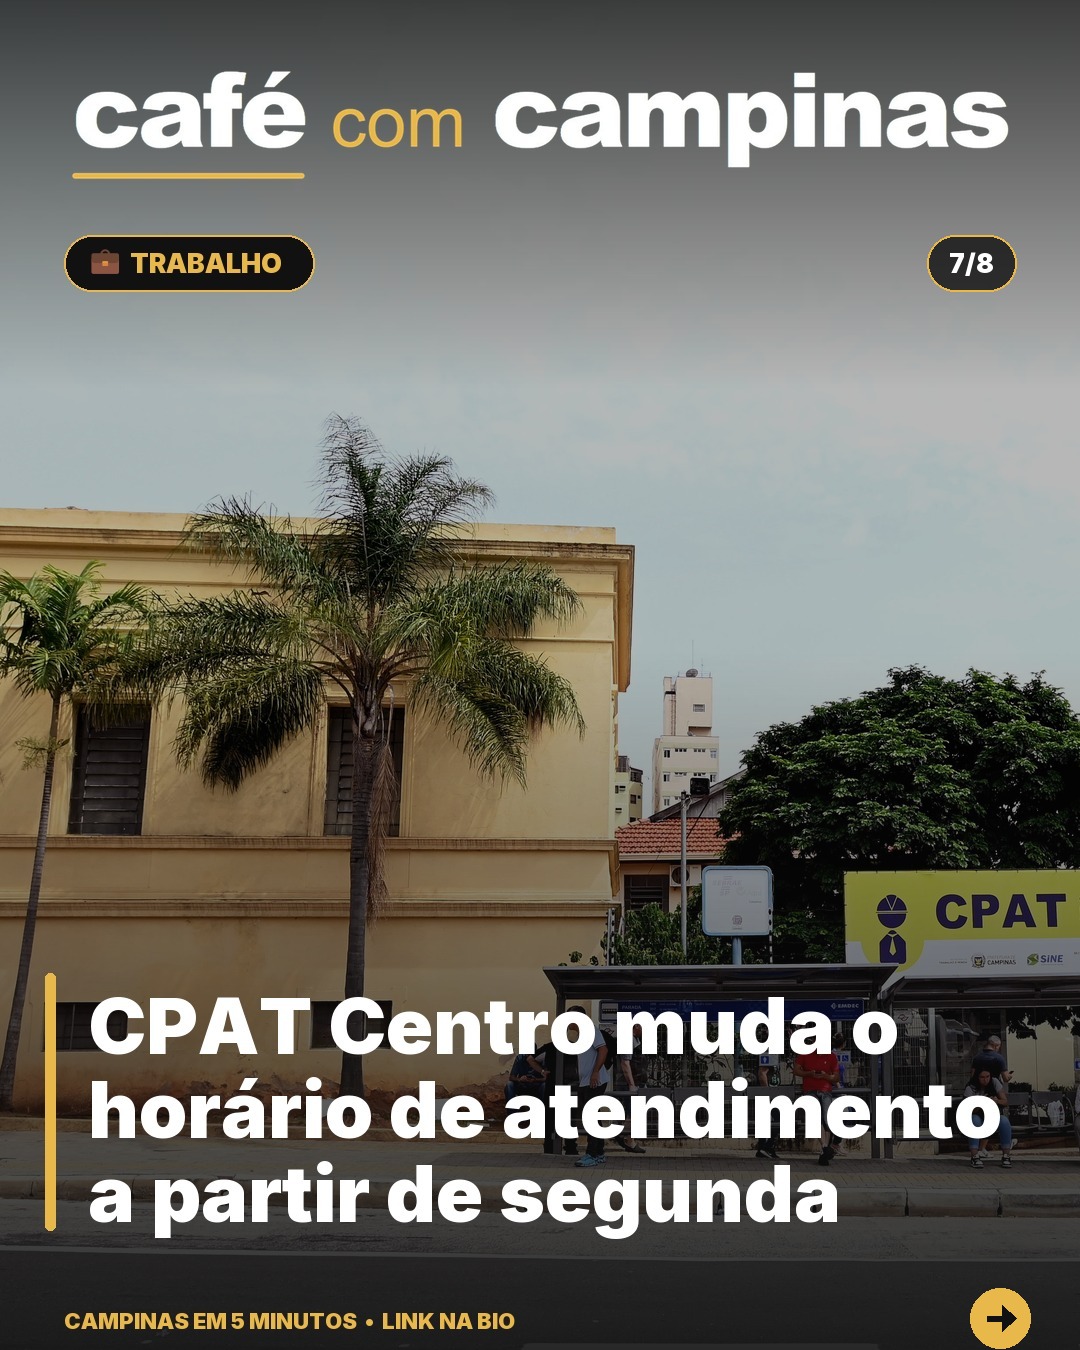 café com campinas
TRABALHO
7/8
CPAT
CAMPINAS
SINE
EMDEC
CPAT Centro muda o
horário de atendimento
a partir de segunda
CAMPINAS EM 5 MINUTOS • LINK NA BIO